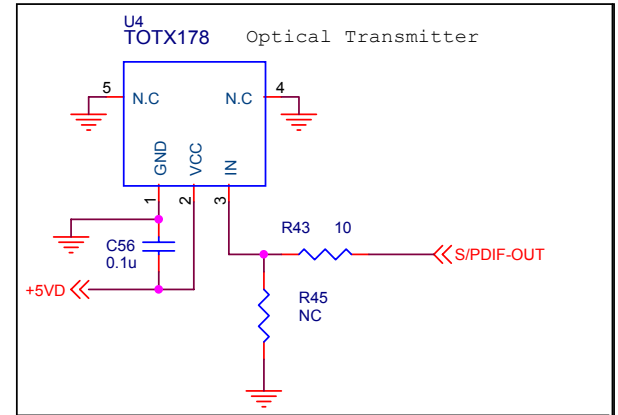 U4
TOTX178
Optical Transmitter
5
N.C
N.C
4
GND
VCC
IN
1
2
3
R43
10
C56
0.1u
S/PDIF-OUT
+5VD
R45
NC